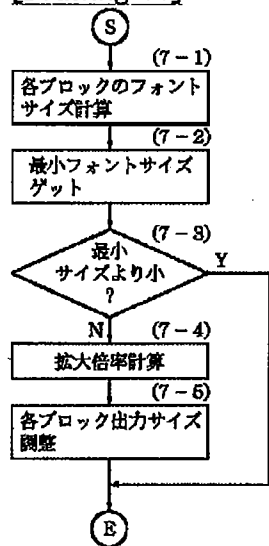 S
(7-1)
各ブロックのフォント
サイズ計算
(7-2)
最小フォントサイズ
ゲット
(7-3)
最小
サイズより小
?
Y
N
(7-4)
拡大倍率計算
(7-5)
各ブロック出力サイズ
調整
E